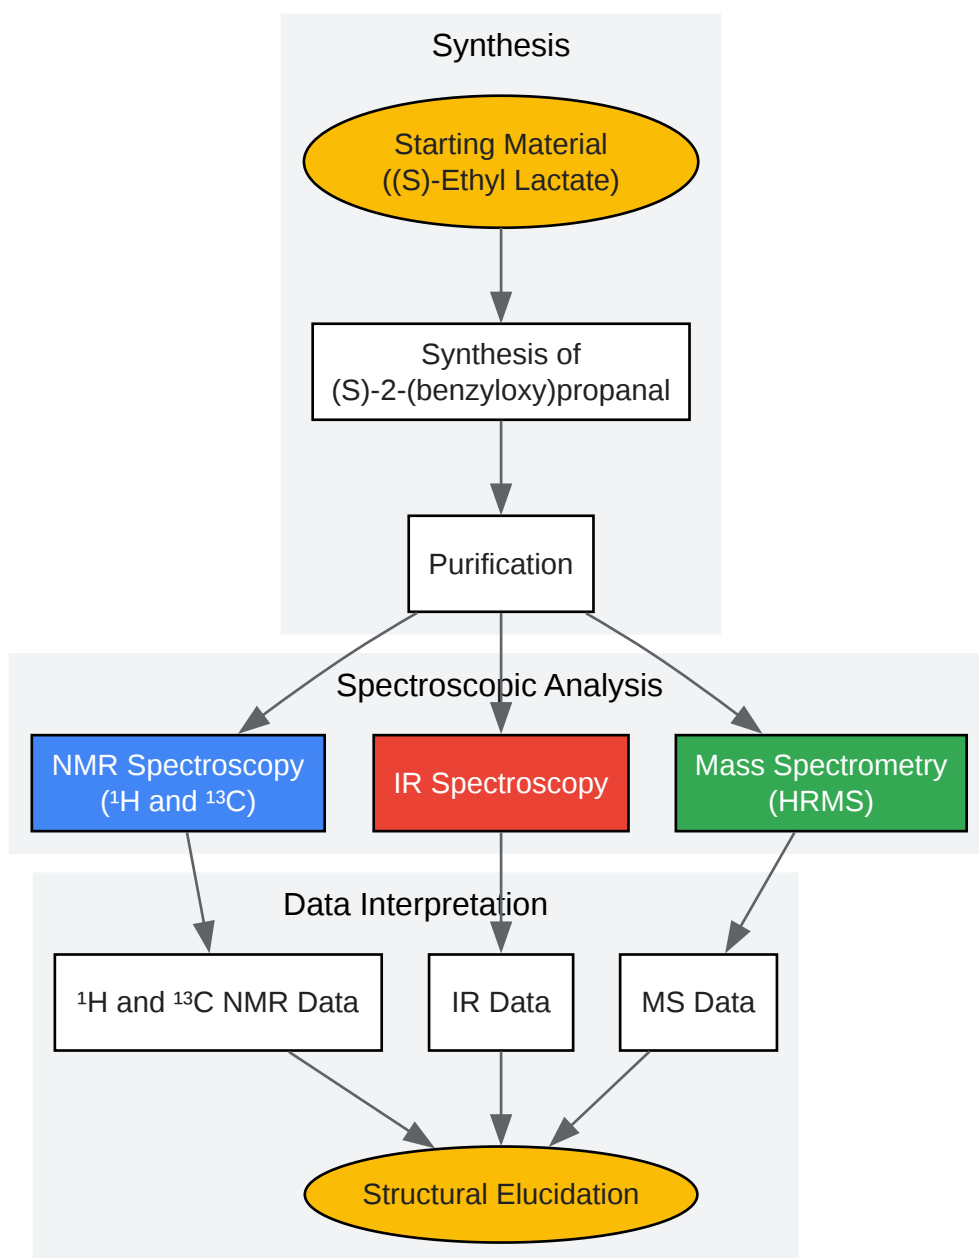 Synthesis
Starting Material
((S)-Ethyl Lactate)
Synthesis of
(S)-2-(benzyloxy)propanal
Purification
Spectroscopic Analysis
NMR Spectroscopy
(¹H and ¹³C)
IR Spectroscopy
Mass Spectrometry
(HRMS)
Data Interpretation
¹H and ¹³C NMR Data
IR Data
MS Data
Structural Elucidation